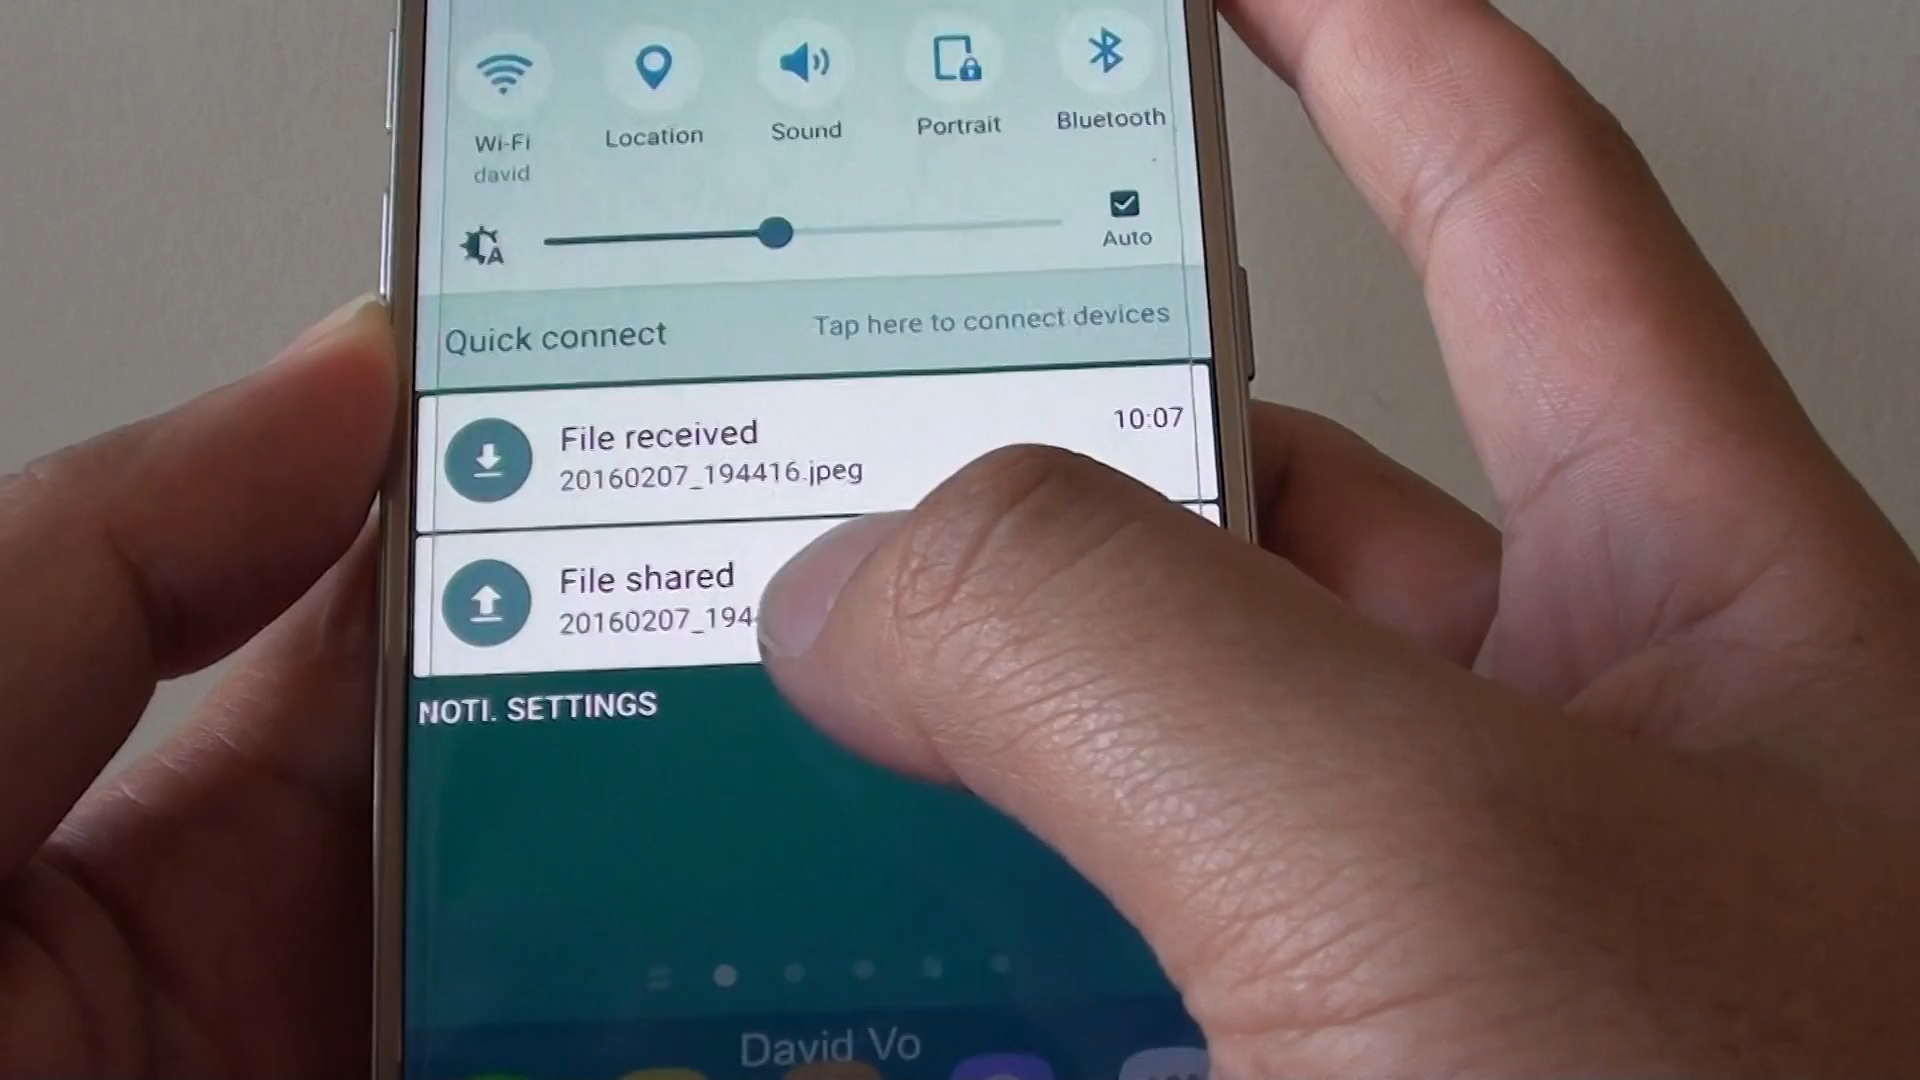 Wi-Fi
david
Location
Sound
Portrait
Bluetooth
A
Auto
Quick connect
Tap here to connect devices
File received
10:07
20160207_194416.jpeg
File shared
20160207_194
NOTI. SETTINGS
David Vo